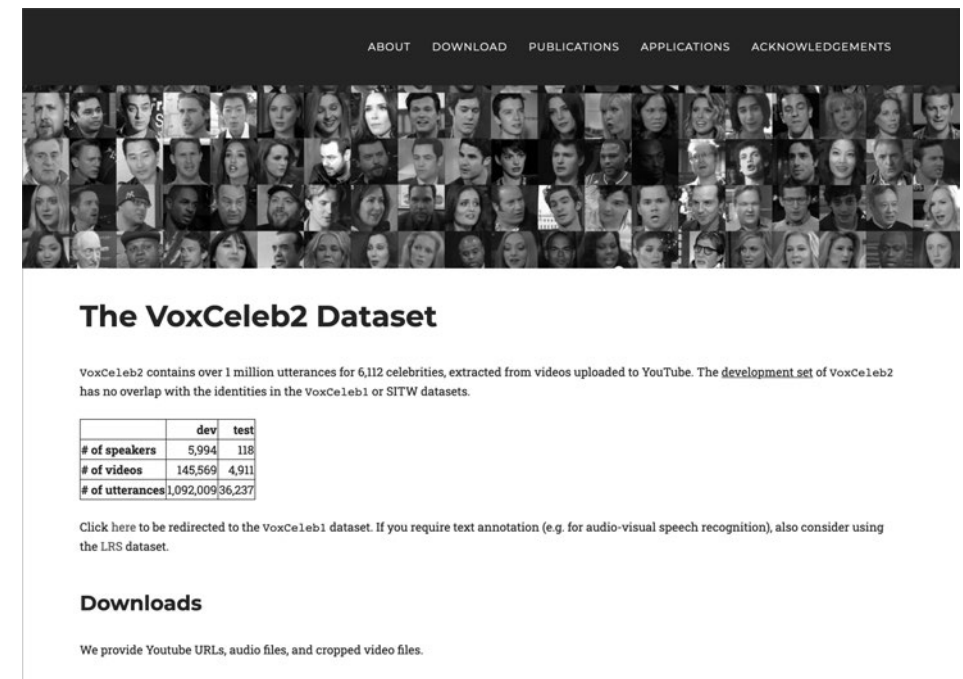 ABOUT DOWNLOAD PUBLICATIONS APPLICATIONS ACKNOWLEDGEMENTS
The VoxCeleb2 Dataset
VoxCeleb2 contains over 1 million utterances for 6,112 celebrities, extracted from videos uploaded to YouTube. The development set of VoxCeleb2
has no overlap with the identities in the VoxCeleb1 or SITW datasets.
dev test
# of speakers 5,994 118
# of videos 145,569 4,911
# of utterances 1,092,009 36,237
Click here to be redirected to the VoxCeleb1 dataset. If you require text annotation (e.g. for audio-visual speech recognition), also consider using
the LRS dataset.
Downloads
We provide Youtube URLs, audio files, and cropped video files.